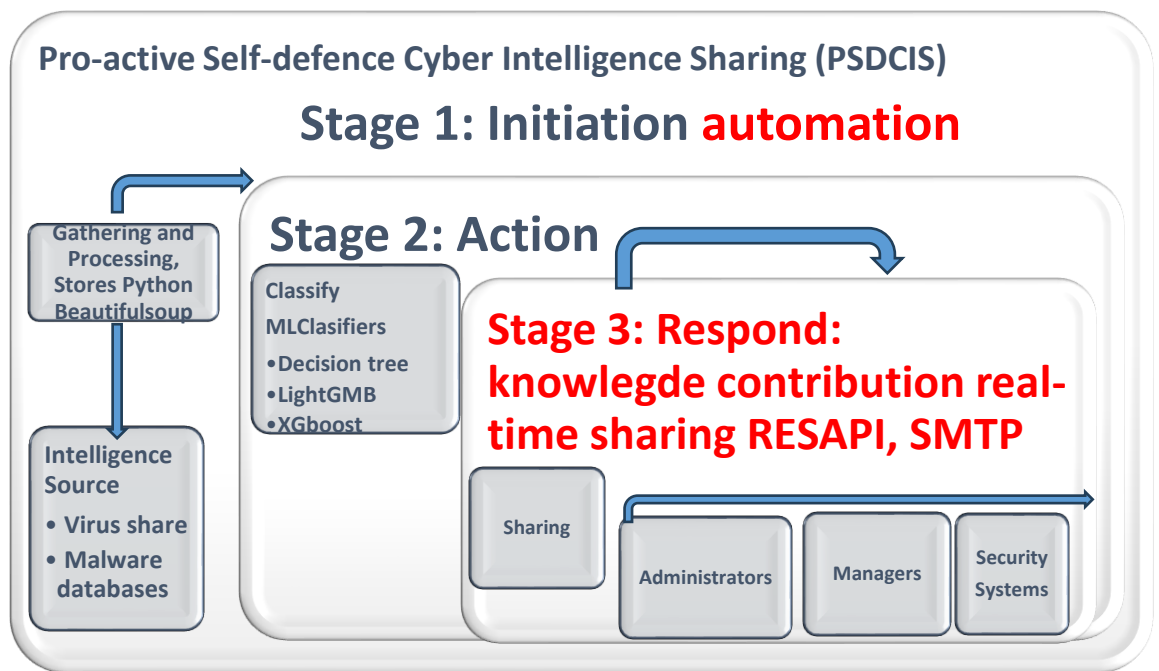 Pro-active Self-defence Cyber Intelligence Sharing (PSDCIS)
Stage 1: Initiation automation
Gathering and
Processing,
Stores Python
Beautifulsoup
Intelligence
Source
• Virus share
• Malware
databases
Stage 2: Action
Classify
MLClasifiers
•Decision tree
•LightGMB
•XGboost
Stage 3: Respond:
knowlegde contribution real-
time sharing RESAPI, SMTP
Sharing
Administrators
Managers
Security
Systems